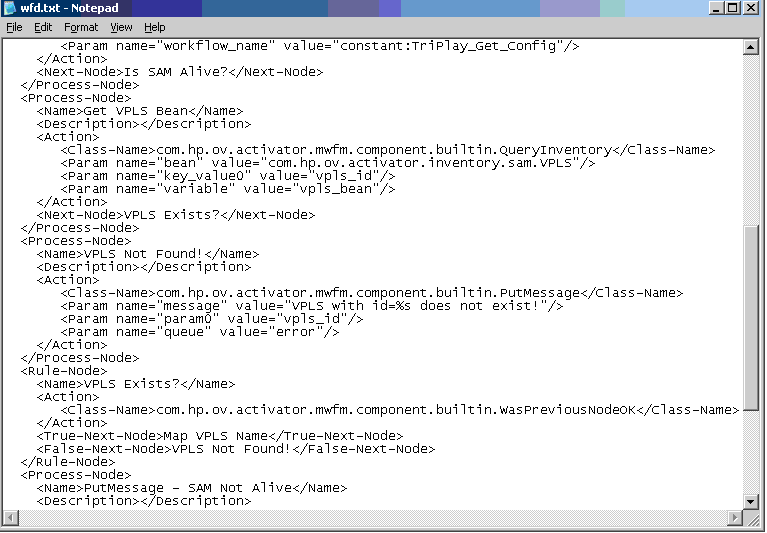 wfd.txt - Notepad
File Edit Format View Help
<Param name="workflow_name" value="constant:TriPlay_Get_Config"/>
</Action>
<Next-Node>Is SAM Alive?</Next-Node>
</Process-Node>
<Process-Node>
<Name>Get VPLS Bean</Name>
<Description></Description>
<Action>
<Class-Name>com.hp.ov.activator.mwfm.component.builtin.QueryInventory</Class-Name>
<Param name="bean" value="com.hp.ov.activator.inventory.sam.VPLS"/>
<Param name="key_value0" value="vpls_id"/>
<Param name="variable" value="vpls_bean"/>
</Action>
<Next-Node>VPLS Exists?</Next-Node>
</Process-Node>
<Process-Node>
<Name>VPLS Not Found!</Name>
<Description></Description>
<Action>
<Class-Name>com.hp.ov.activator.mwfm.component.builtin.PutMessage</Class-Name>
<Param name="message" value="VPLS with id=%s does not exist!"/>
<Param name="param0" value="vpls_id"/>
<Param name="queue" value="error"/>
</Action>
</Process-Node>
<Rule-Node>
<Name>VPLS Exists?</Name>
<Action>
<Class-Name>com.hp.ov.activator.mwfm.component.builtin.WasPreviousNodeOK</Class-Name>
</Action>
<True-Next-Node>Map VPLS Name</True-Next-Node>
<False-Next-Node>VPLS Not Found!</False-Next-Node>
</Rule-Node>
<Process-Node>
<Name>PutMessage - SAM Not Alive</Name>
<Description></Description>